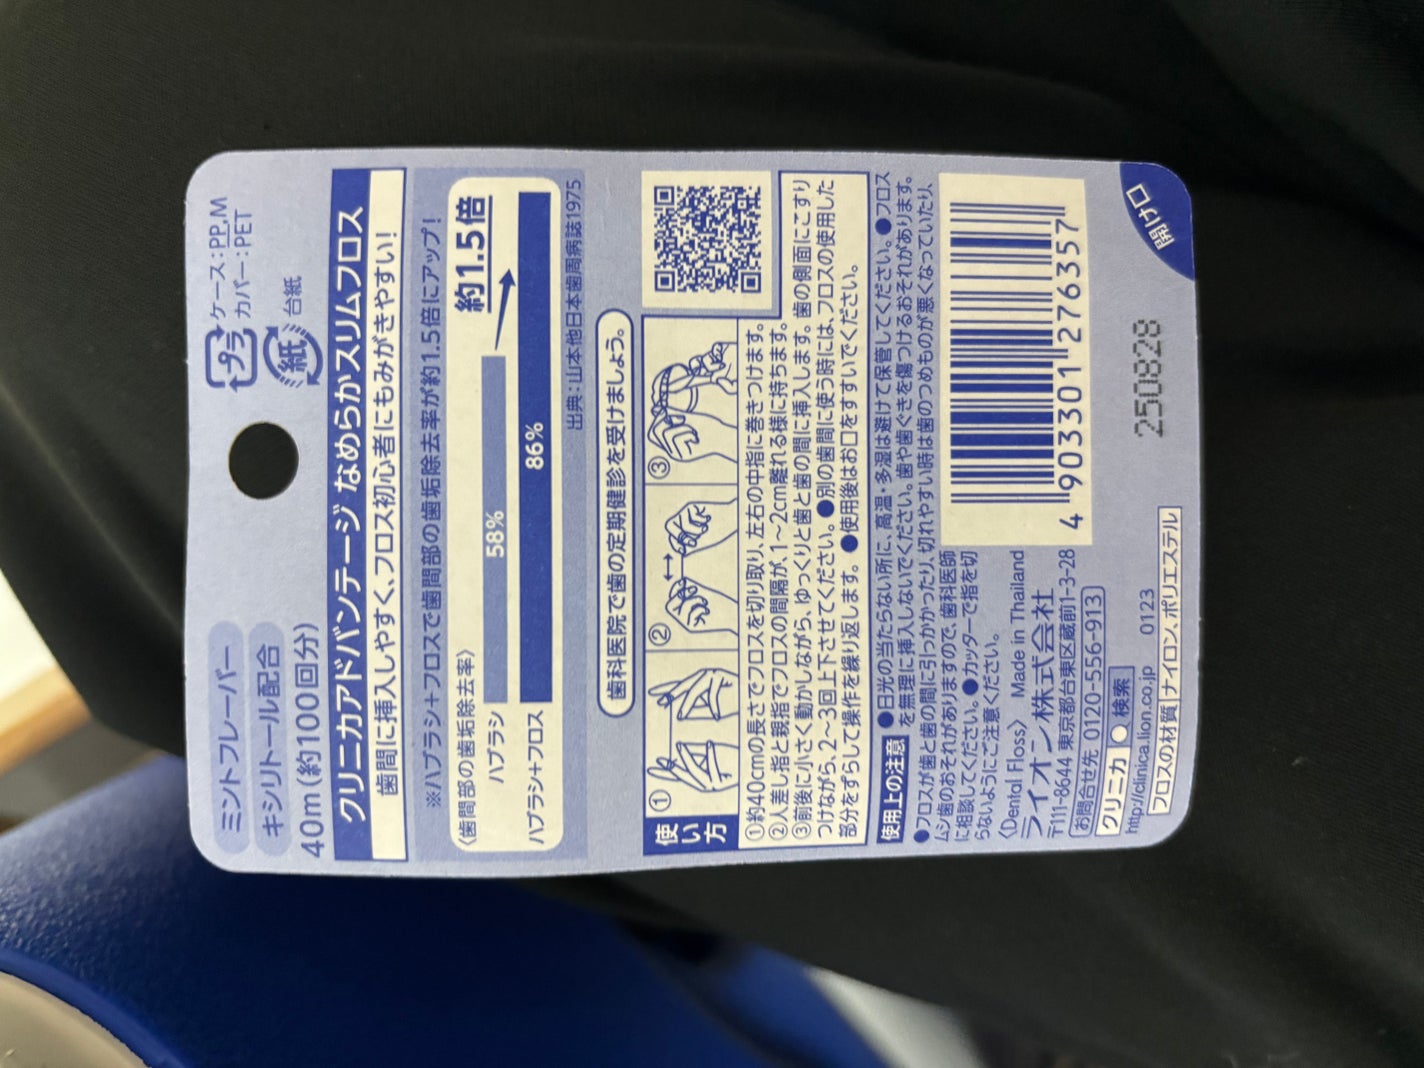 ミントフレーバー
キシリトール配合
40m(約100回分)
プラ
ケース:PP,M
カバー:PET
紙
台紙
クリニカアドバンテージ なめらかスリムフロス
歯間に挿入しやすく、フロス初心者にもみがきやすい!
※ハブラシ+フロスで歯間部の歯垢除去率が約1.5倍にアップ!
〈歯間部の歯垢除去率〉
約1.5倍
ハブラシ
58%
ハブラシ+フロス
86%
出典:山本他日本歯周病誌1975
歯科医院で歯の定期健診を受けましょう。
使い方
①
②
③
①約40cmの長さでフロスを切り取り、左右の中指に巻きつけます。
②人差し指と親指でフロスの間隔が、1〜2cm離れる様に持ちます。
③前後に小さく動かしながら、ゆっくりと歯と歯の間に挿入します。歯の側面にこすり
つけながら、2〜3回上下させてください。●別の歯間に使う時には、フロスの使用した
部分をずらして操作を繰り返します。●使用後はお口をすすいでください。
使用上の注意
●日光の当たらない所に、高温・多湿は避けて保管してください。●フロス
を無理に挿入しないでください。歯や歯ぐきを傷つけるおそれがあります。
●フロスが歯と歯の間に引っかかったり、切れやすい時は歯のつめものが悪くなっていたり、
ムシ歯のおそれがありますので、歯科医師
に相談してください。●カッターで指を切
らないようにご注意ください。
〈Dental Floss〉 Made in Thailand
ライオン株式会社
〒111-8644 東京都台東区蔵前1-3-28
お問合せ先 0120-556-913
クリニカ 検索
http://clinica.lion.co.jp 0123
フロスの材質 ナイロン、ポリエステル
4 903301 276357
250828
開け口